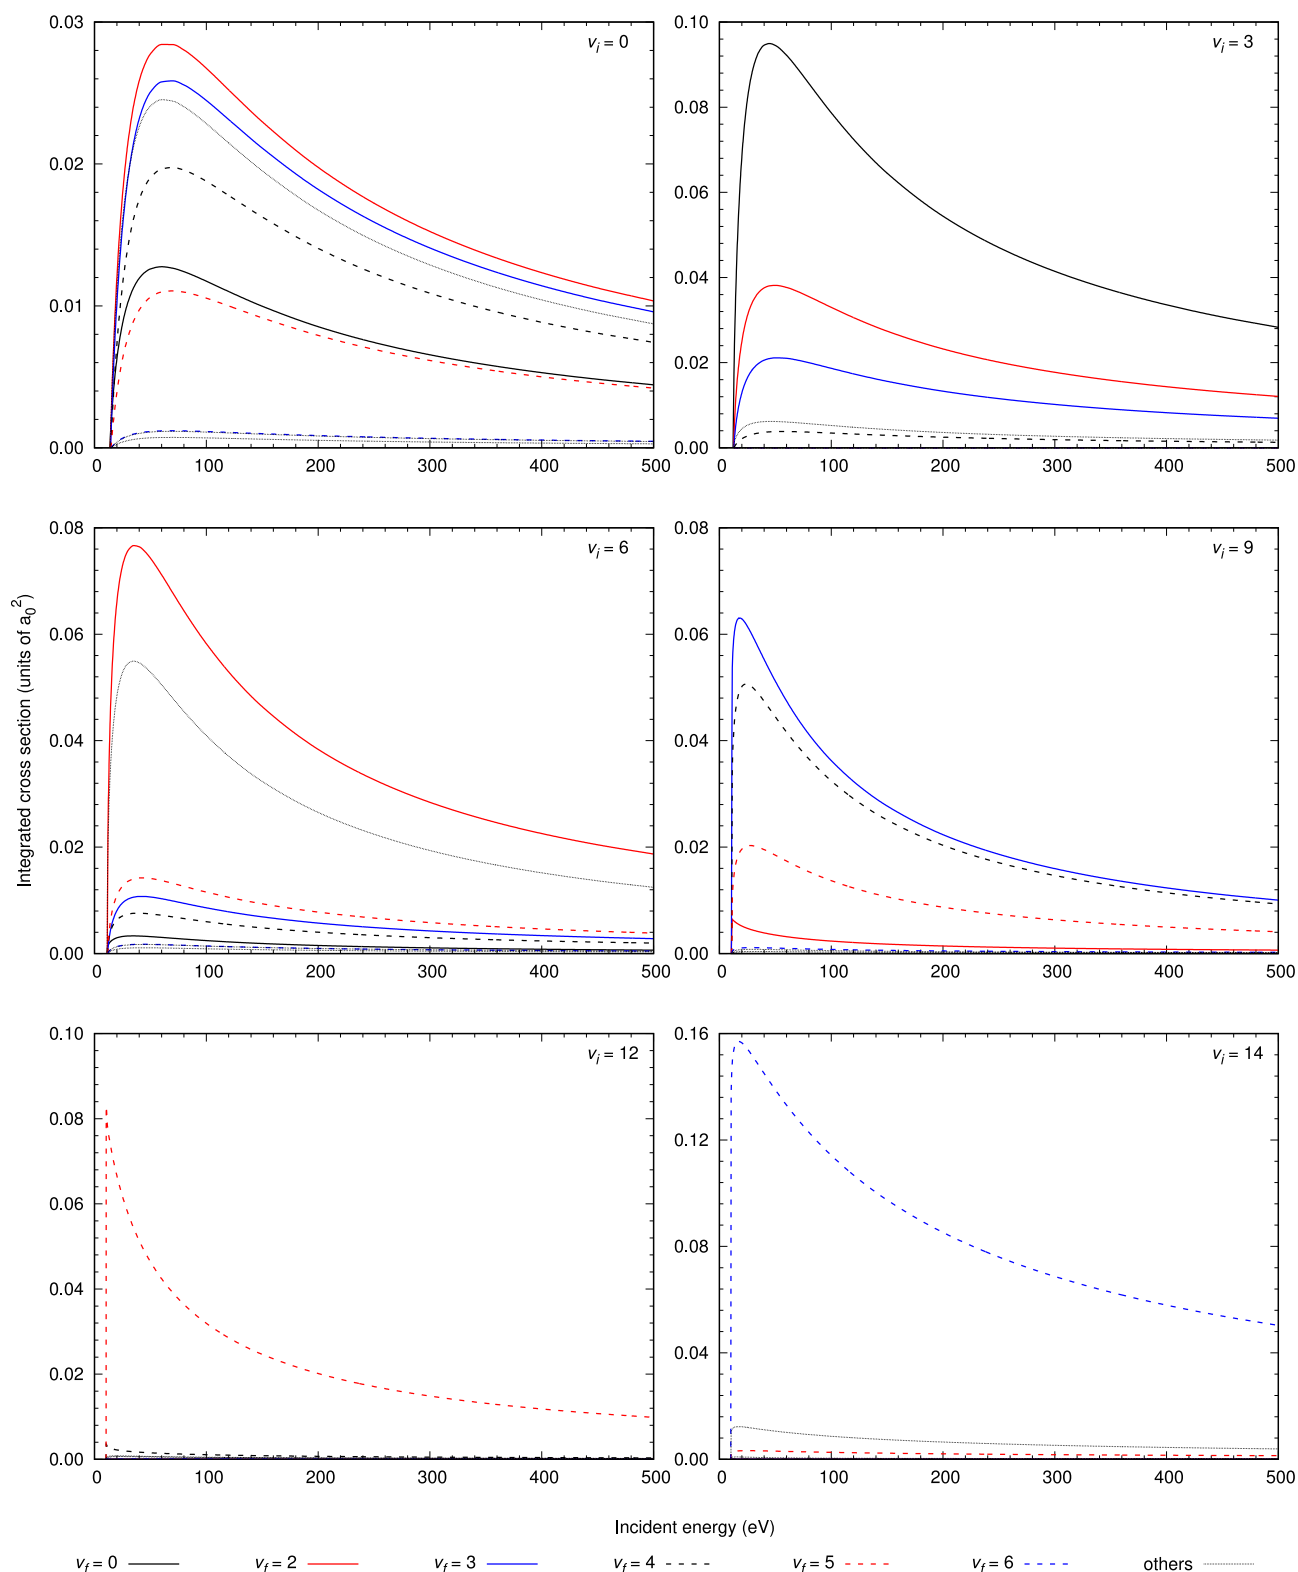 0.03
0.02
0.01
0.00
0 100 200 300 400 500
v_i = 0
0.10
0.08
0.06
0.04
0.02
0.00
0 100 200 300 400 500
v_i = 3
0.08
0.06
0.04
0.02
0.00
0 100 200 300 400 500
v_i = 6
0.08
0.06
0.04
0.02
0.00
0 100 200 300 400 500
v_i = 9
0.10
0.08
0.06
0.04
0.02
0.00
0 100 200 300 400 500
v_i = 12
0.16
0.12
0.08
0.04
0.00
0 100 200 300 400 500
v_i = 14
Integrated cross section (units of a_0^2)
Incident energy (eV)
v_f = 0 v_f = 2 v_f = 3 v_f = 4 v_f = 5 v_f = 6 others